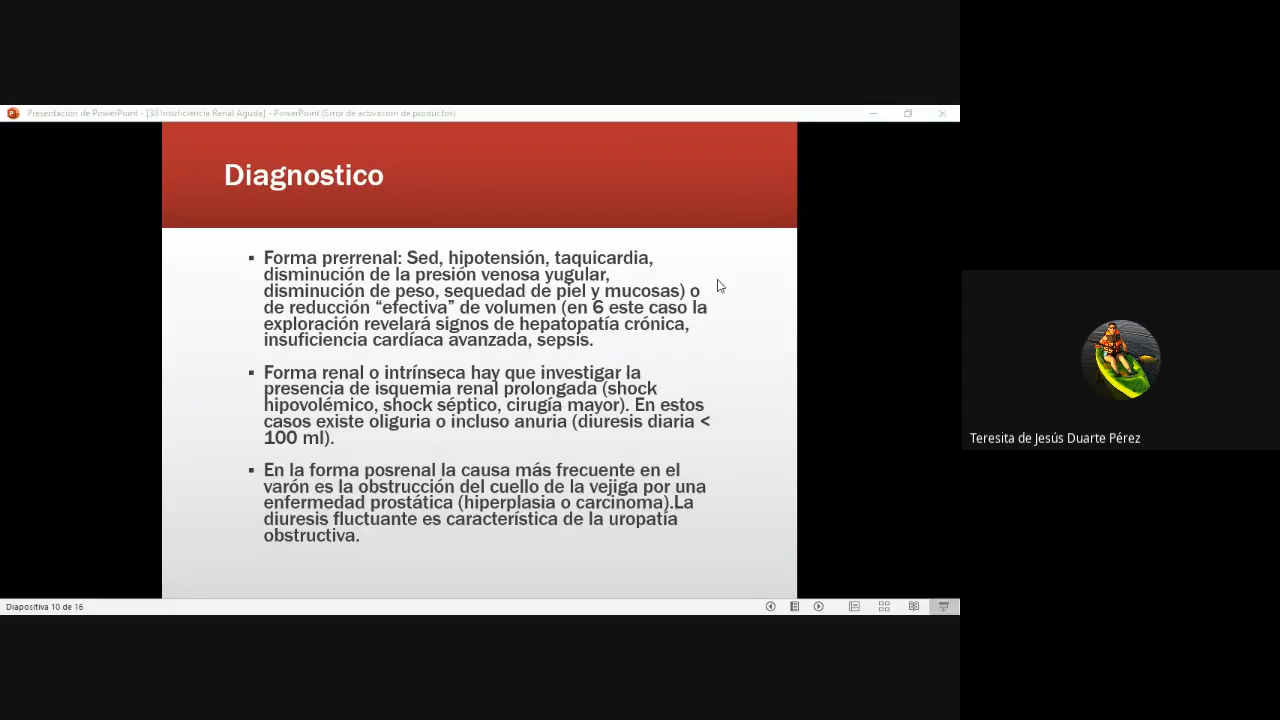 Presentación de PowerPoint - [38 Insuficiencia Renal Aguda] - PowerPoint (Error de activación de productos)
Diagnostico
▪ Forma prerrenal: Sed, hipotensión, taquicardia,
disminución de la presión venosa yugular,
disminución de peso, sequedad de piel y mucosas) o
de reducción “efectiva” de volumen (en 6 este caso la
exploración revelará signos de hepatopatía crónica,
insuficiencia cardíaca avanzada, sepsis.
▪ Forma renal o intrínseca hay que investigar la
presencia de isquemia renal prolongada (shock
hipovolémico, shock séptico, cirugía mayor). En estos
casos existe oliguria o incluso anuria (diuresis diaria <
100 ml).
▪ En la forma posrenal la causa más frecuente en el
varón es la obstrucción del cuello de la vejiga por una
enfermedad prostática (hiperplasia o carcinoma).La
diuresis fluctuante es característica de la uropatía
obstructiva.
Teresita de Jesús Duarte Pérez
Diapositiva 10 de 16